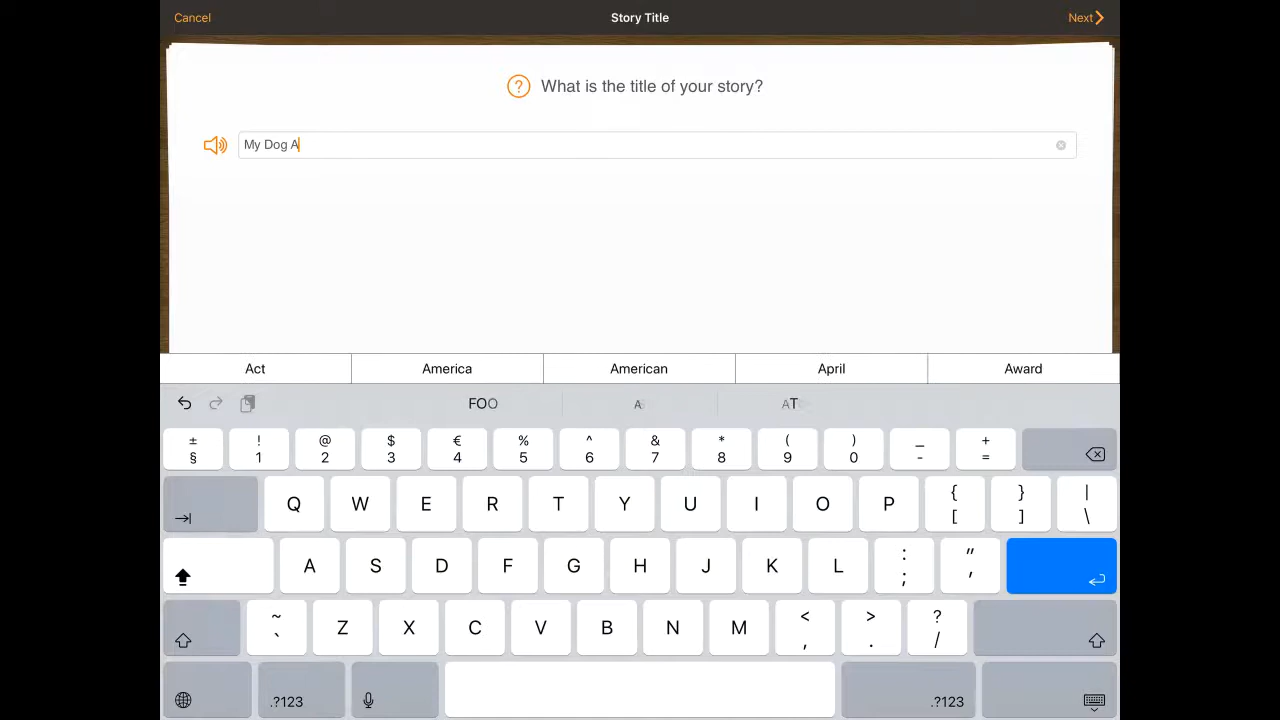 Cancel Story Title Next
? What is the title of your story?
My Dog A
Act America American April Award
FOO
± ! @ $ € % ^ & * ( ) _ +
§ 1 2 3 4 5 6 7 8 9 0 - =
Q W E R T Y U I O P { } |
[ ] \
A S D F G H J K L : "
; '
~ Z X C V B N M < > ?
` , . /
.?123 .?123